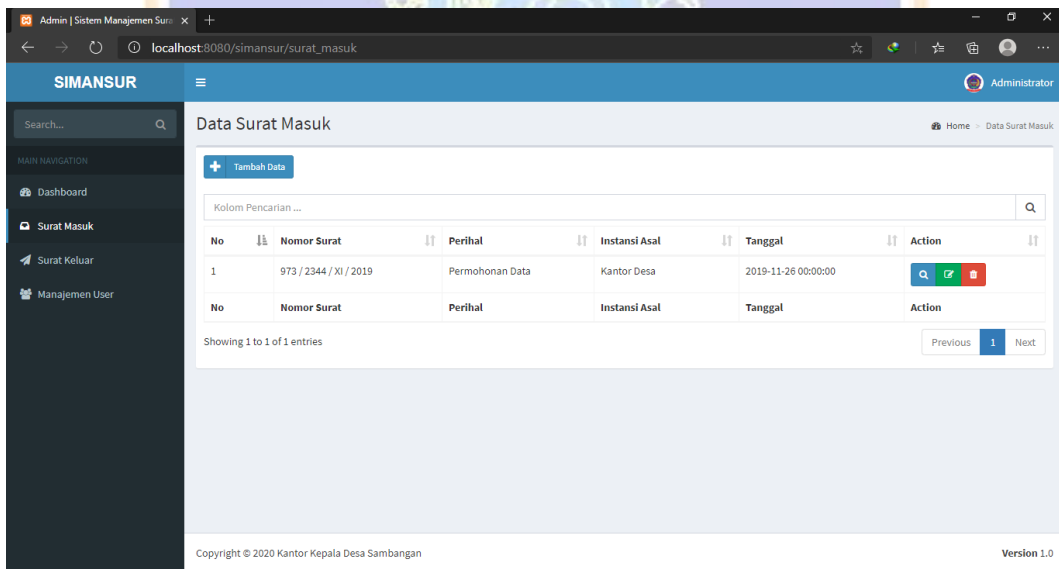 Admin | Sistem Manajemen Sura
localhost:8080/simansur/surat_masuk
SIMANSUR
Administrator
Search...
Data Surat Masuk
Home > Data Surat Masuk
MAIN NAVIGATION
Tambah Data
Dashboard
Kolom Pencarian ...
Surat Masuk
No Nomor Surat Perihal Instansi Asal Tanggal Action
Surat Keluar
1 973 / 2344 / XI / 2019 Permohonan Data Kantor Desa 2019-11-26 00:00:00
Manajemen User
No Nomor Surat Perihal Instansi Asal Tanggal Action
Showing 1 to 1 of 1 entries
Previous 1 Next
Copyright © 2020 Kantor Kepala Desa Sambangan
Version 1.0